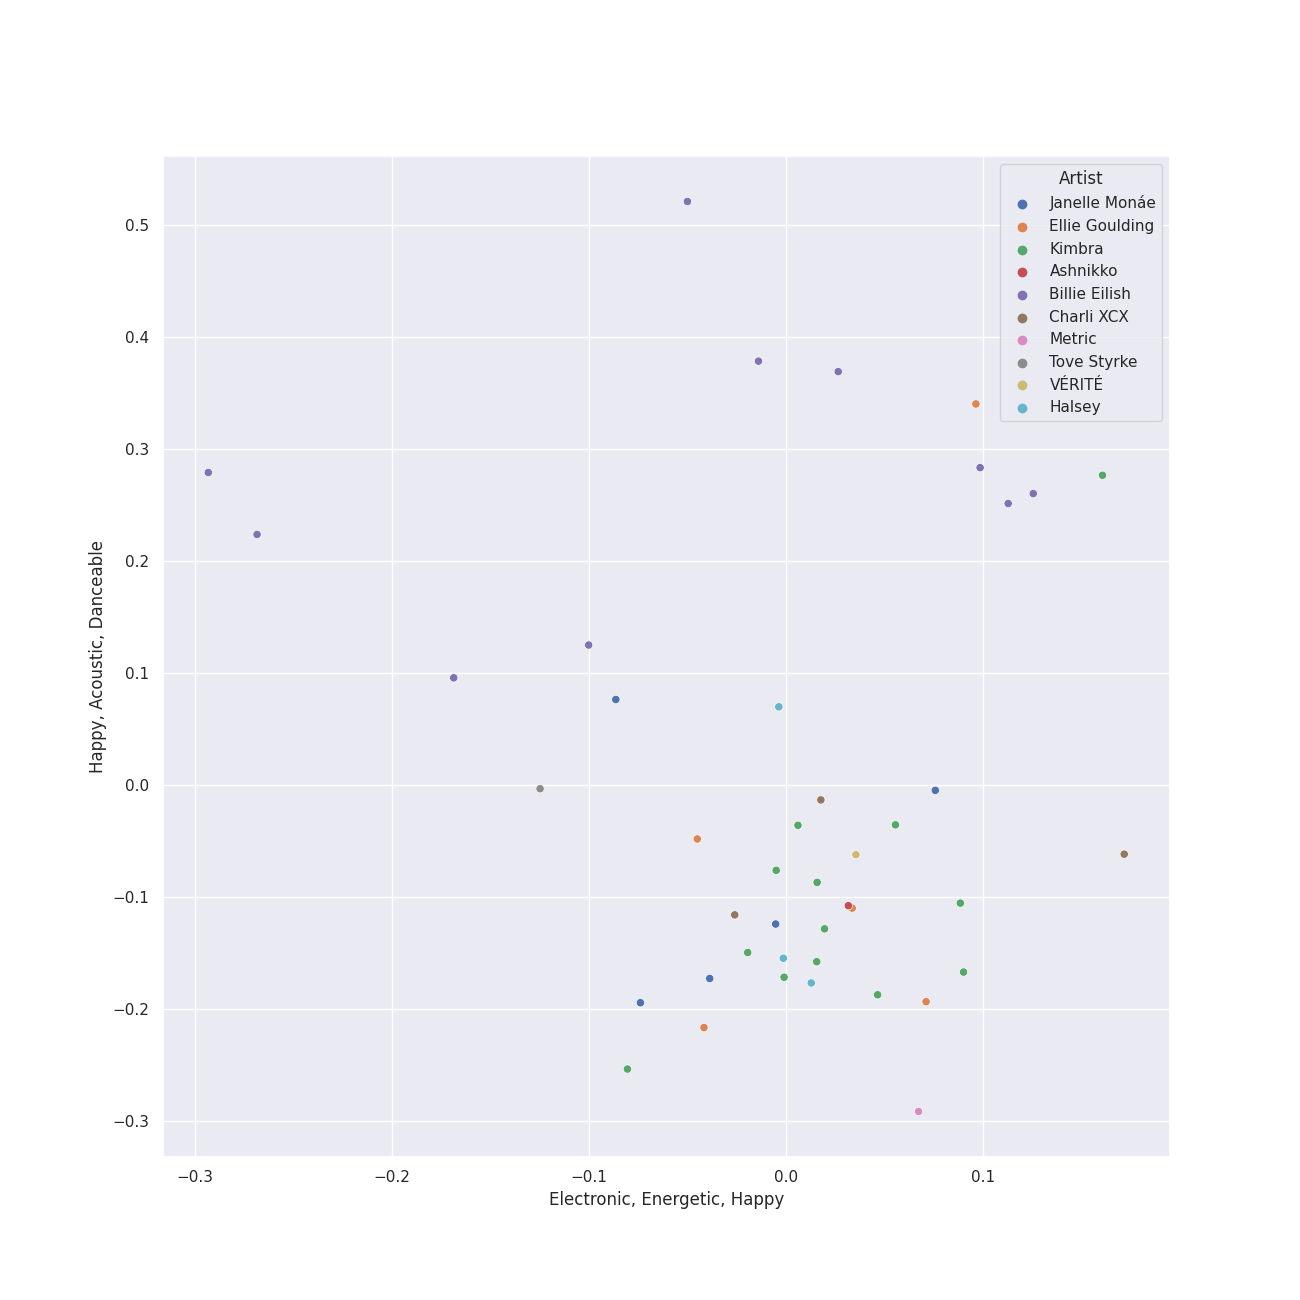 Artist
Janelle Monáe
Ellie Goulding
Kimbra
Ashnikko
Billie Eilish
Charli XCX
Metric
Tove Styrke
VÉRITÉ
Halsey
Happy, Acoustic, Danceable
0.5
0.4
0.3
0.2
0.1
0.0
−0.1
−0.2
−0.3
−0.3 −0.2 −0.1 0.0 0.1
Electronic, Energetic, Happy